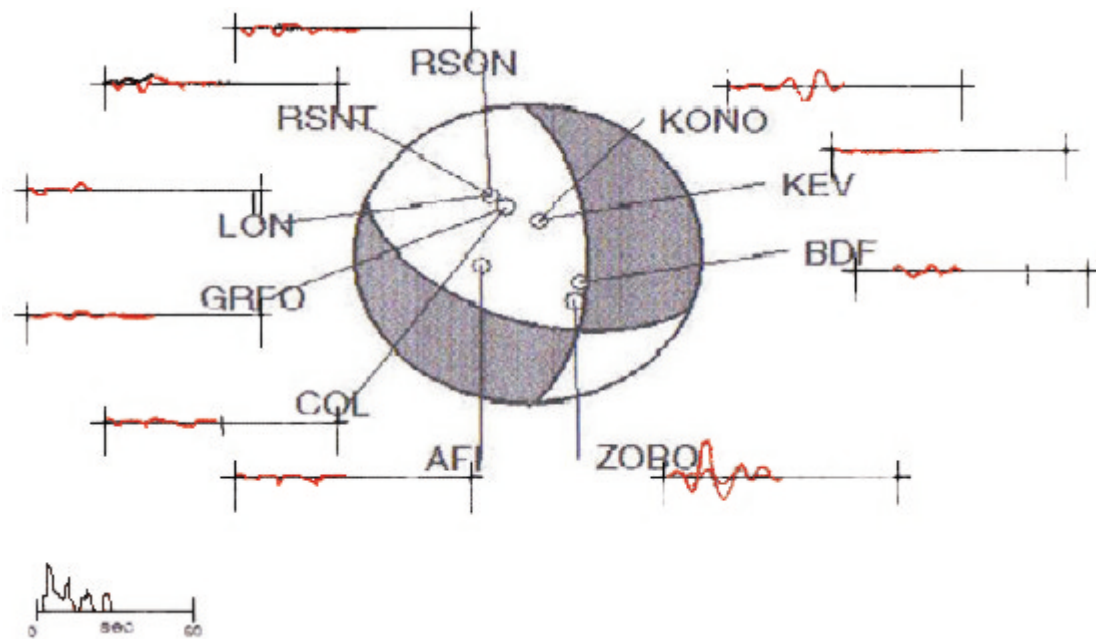 RSON
RSNT
KONO
KEV
LON
BDF
GRFO
COL
AFI
ZOBO
0 sec 60